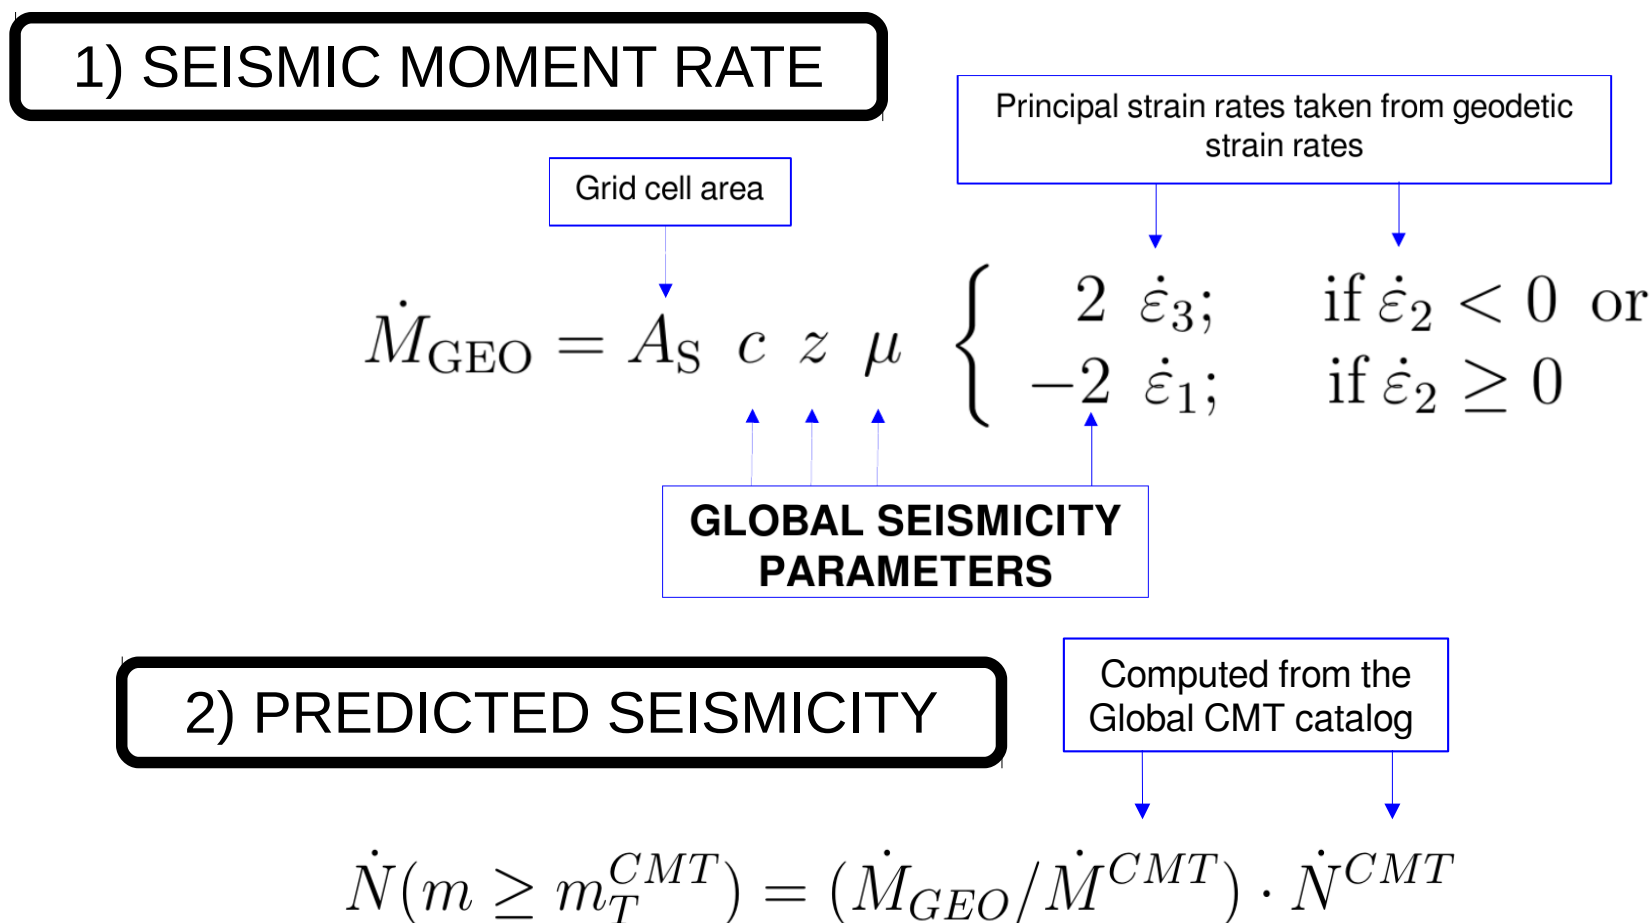 1) SEISMIC MOMENT RATE
Principal strain rates taken from geodetic
strain rates
Grid cell area
Ṁ_GEO = A_S c z μ { 2 ε̇_3; if ε̇_2 < 0 or
−2 ε̇_1; if ε̇_2 ≥ 0
GLOBAL SEISMICITY
PARAMETERS
2) PREDICTED SEISMICITY
Computed from the
Global CMT catalog
Ṅ(m ≥ m_T^CMT) = (Ṁ_GEO/Ṁ^CMT) · Ṅ^CMT